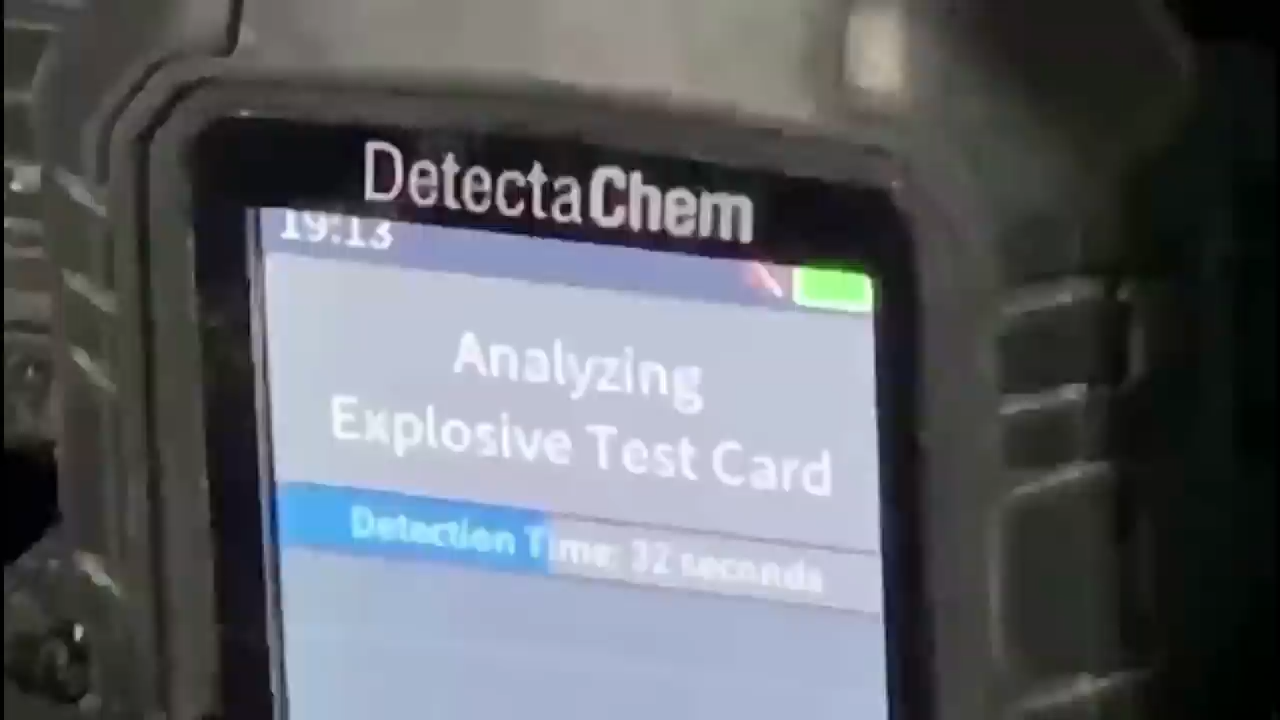 DetectaChem
19:13
Analyzing
Explosive Test Card
Detection Time: 32 seconds